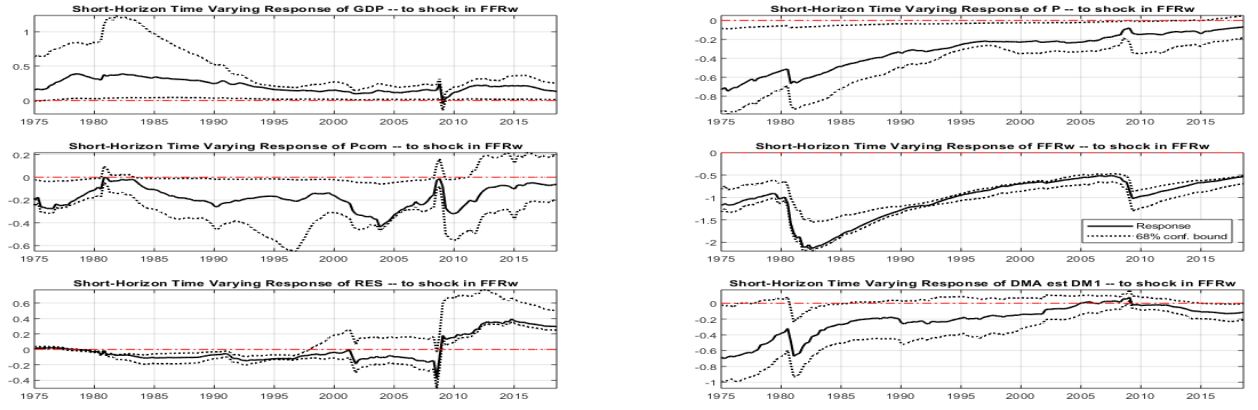 Short-Horizon Time Varying Response of GDP -- to shock in FFRw
1
0.5
0
1975 1980 1985 1990 1995 2000 2005 2010 2015
Short-Horizon Time Varying Response of P -- to shock in FFRw
0
-0.2
-0.4
-0.6
-0.8
1975 1980 1985 1990 1995 2000 2005 2010 2015
Short-Horizon Time Varying Response of Pcom -- to shock in FFRw
0.2
0
-0.2
-0.4
-0.6
1975 1980 1985 1990 1995 2000 2005 2010 2015
Short-Horizon Time Varying Response of FFRw -- to shock in FFRw
0
-0.5
-1
-1.5
-2
Response
68% conf. bound
1975 1980 1985 1990 1995 2000 2005 2010 2015
Short-Horizon Time Varying Response of RES -- to shock in FFRw
0.6
0.4
0.2
0
-0.2
-0.4
1975 1980 1985 1990 1995 2000 2005 2010 2015
Short-Horizon Time Varying Response of DMA est DM1 -- to shock in FFRw
0
-0.2
-0.4
-0.6
-0.8
-1
1975 1980 1985 1990 1995 2000 2005 2010 2015